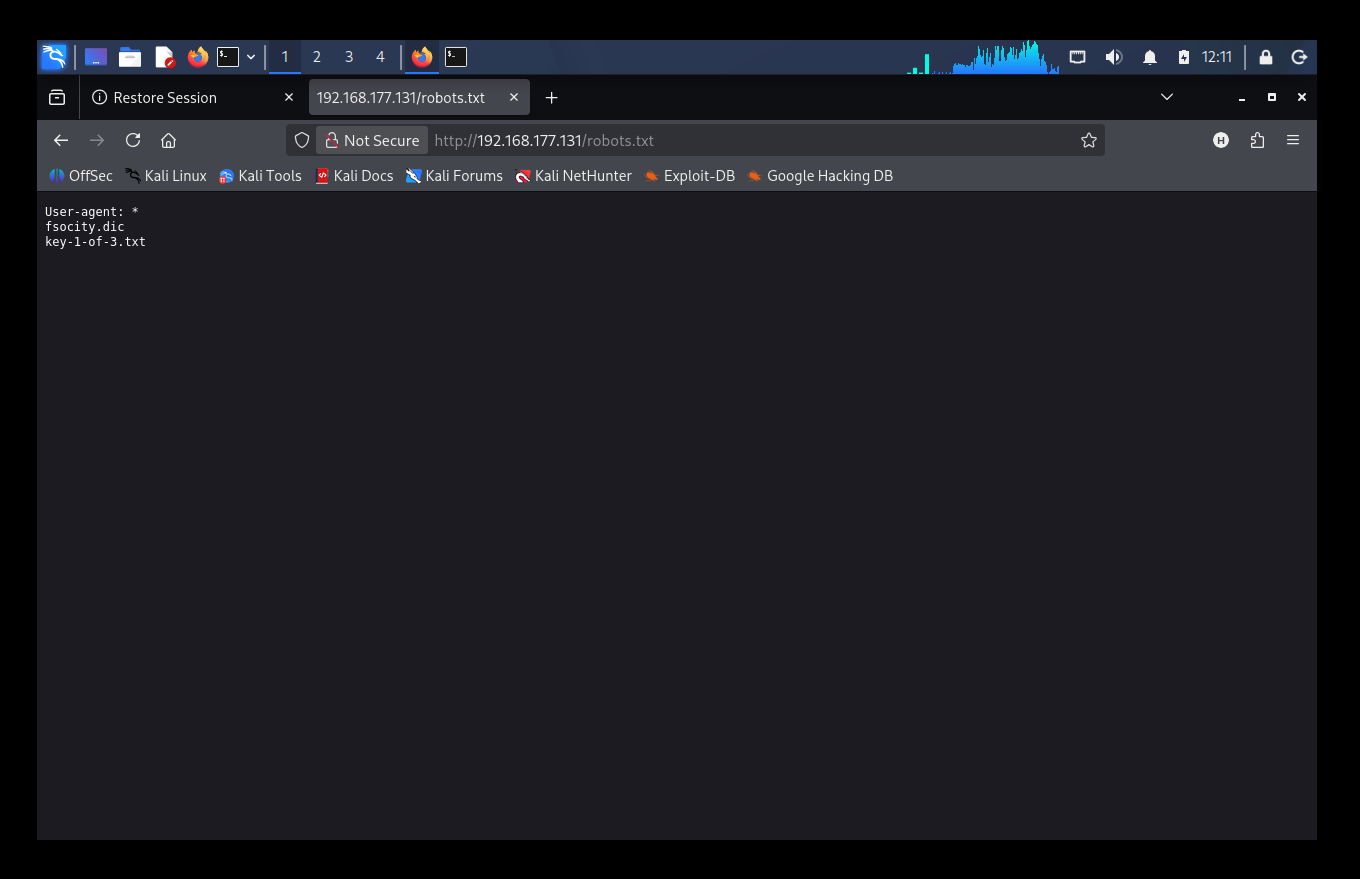 1 2 3 4 12:11
Restore Session 192.168.177.131/robots.txt
Not Secure http://192.168.177.131/robots.txt H
OffSec Kali Linux Kali Tools Kali Docs Kali Forums Kali NetHunter Exploit-DB Google Hacking DB
User-agent: *
fsocity.dic
key-1-of-3.txt